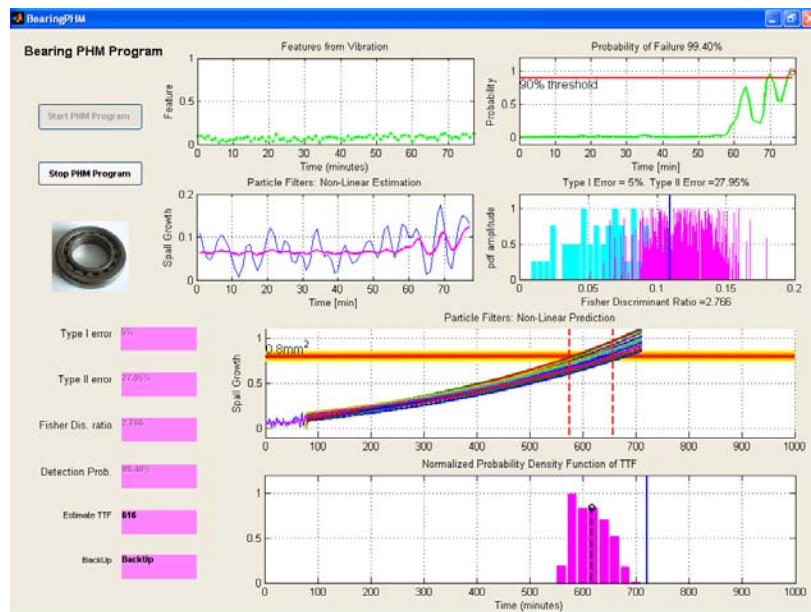 BearingPHM
Bearing PHM Program
Start PHM Program
Stop PHM Program
Features from Vibration
Feature
1
0.5
0
0 10 20 30 40 50 60 70
Time (minutes)
Probability of Failure 99.40%
Probability
1
0.5
0
90% threshold
0 10 20 30 40 50 60 70
Time [min]
Particle Filters: Non-Linear Estimation
Spall Growth
0.2
0.1
0
0 10 20 30 40 50 60 70
Time [min]
Type I Error = 5%. Type II Error =27.95%
pdf amplitude
1
0.5
0
0 0.05 0.1 0.15 0.2
Fisher Discriminant Ratio =2.766
Type I error
5%
Type II error
27.95%
Fisher Dis. ratio
2.766
Detection Prob.
99.40%
Estimate TTF
616
BackUp
BackUp
Particle Filters: Non-Linear Prediction
Spall Growth
1
0.5
0
0.8mm²
0 100 200 300 400 500 600 700 800 900 1000
Normalized Probability Density Function of TTF
1
0.5
0
0 100 200 300 400 500 600 700 800 900 1000
Time (minutes)